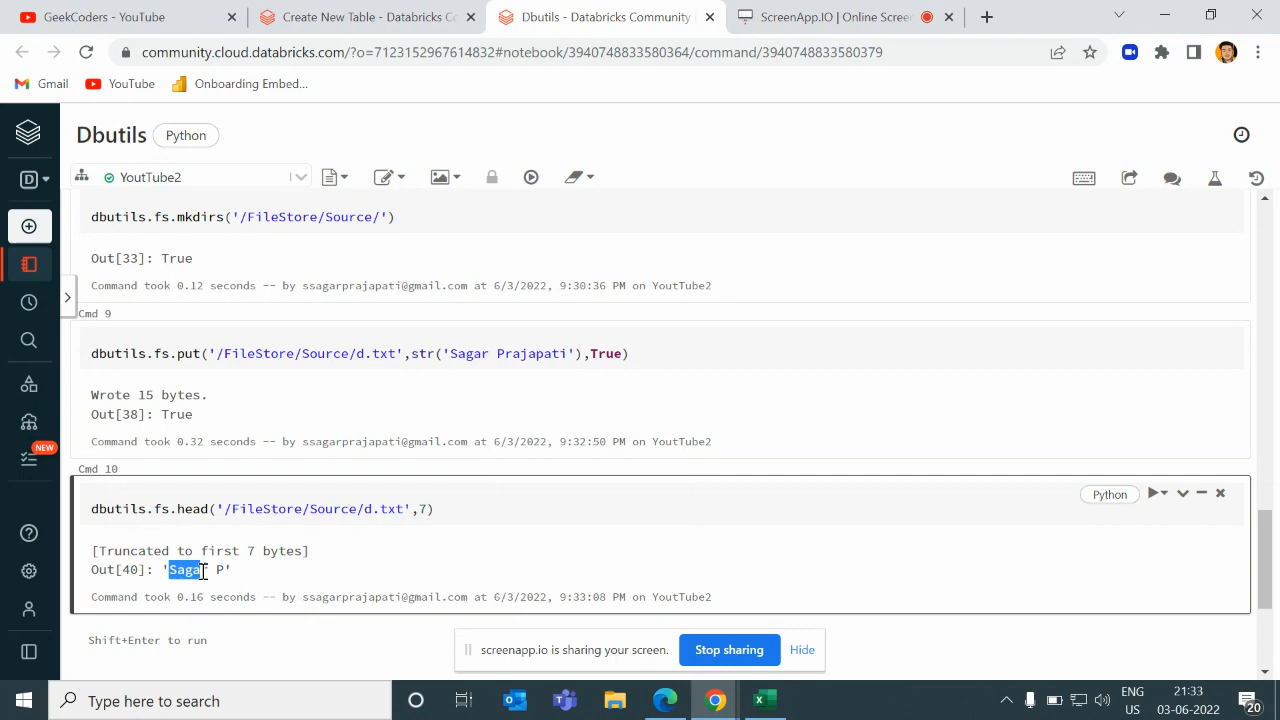 GeekCoders - YouTube
Create New Table - Databricks Co
Dbutils - Databricks Community
ScreenApp.IO | Online Screen
community.cloud.databricks.com/?o=7123152967614832#notebook/3940748833580364/command/3940748833580379
Gmail
YouTube
Onboarding Embed...
Dbutils
Python
D
YoutTube2
dbutils.fs.mkdirs('/FileStore/Source/')
Out[33]: True
Command took 0.12 seconds -- by ssagarprajapati@gmail.com at 6/3/2022, 9:30:36 PM on YouTube2
Cmd 9
dbutils.fs.put('/FileStore/Source/d.txt',str('Sagar Prajapati'),True)
Wrote 15 bytes.
Out[38]: True
Command took 0.32 seconds -- by ssagarprajapati@gmail.com at 6/3/2022, 9:32:50 PM on YouTube2
Cmd 10
NEW
dbutils.fs.head('/FileStore/Source/d.txt',7)
Python
[Truncated to first 7 bytes]
Out[40]: 'Saga P'
Command took 0.16 seconds -- by ssagarprajapati@gmail.com at 6/3/2022, 9:33:08 PM on YouTube2
Shift+Enter to run
screenapp.io is sharing your screen.
Stop sharing
Hide
Type here to search
ENG
US
21:33
03-06-2022
20